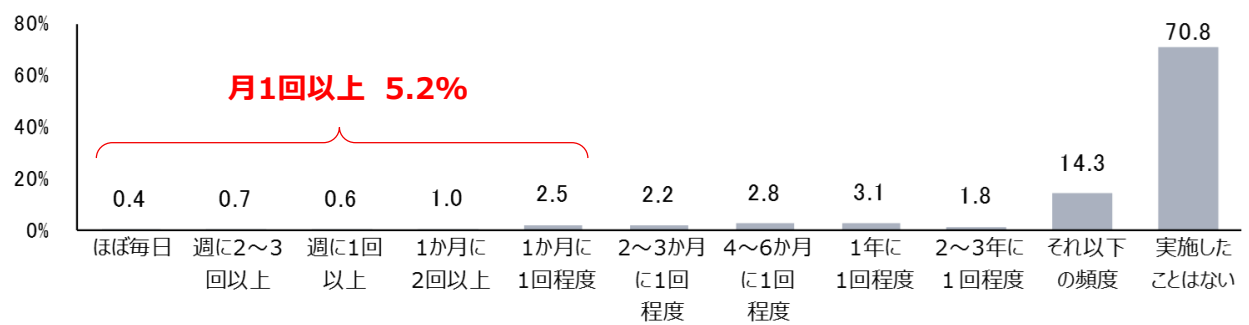 80%
60%
40%
20%
0%
月1回以上 5.2%
0.4
0.7
0.6
1.0
2.5
2.2
2.8
3.1
1.8
14.3
70.8
ほぼ毎日
週に2～3
回以上
週に1回
以上
1か月に
2回以上
1か月に
1回程度
2～3か月
に1回
程度
4～6か月
に1回
程度
1年に
1回程度
2～3年に
１回程度
それ以下
の頻度
実施した
ことはない